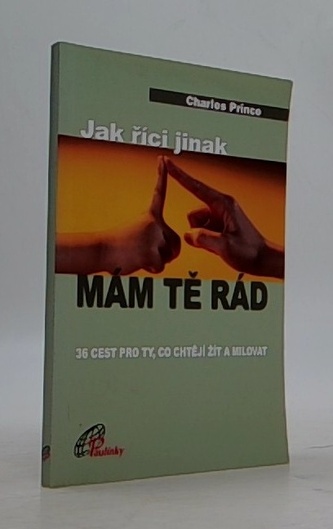 Charles Prince
Jak říci jinak
MÁM TĚ RÁD
36 CEST PRO TY, CO CHTĚJÍ ŽÍT A MILOVAT
Paulínky